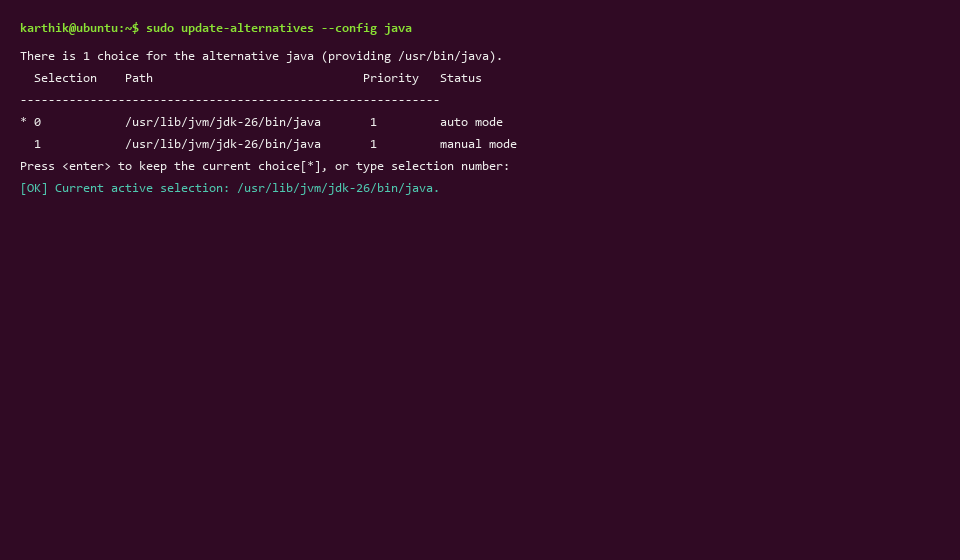 karthik@ubuntu:~$ sudo update-alternatives --config java
There is 1 choice for the alternative java (providing /usr/bin/java).
  Selection    Path                              Priority   Status
------------------------------------------------------------
* 0            /usr/lib/jvm/jdk-26/bin/java       1         auto mode
  1            /usr/lib/jvm/jdk-26/bin/java       1         manual mode
Press <enter> to keep the current choice[*], or type selection number:
[OK] Current active selection: /usr/lib/jvm/jdk-26/bin/java.